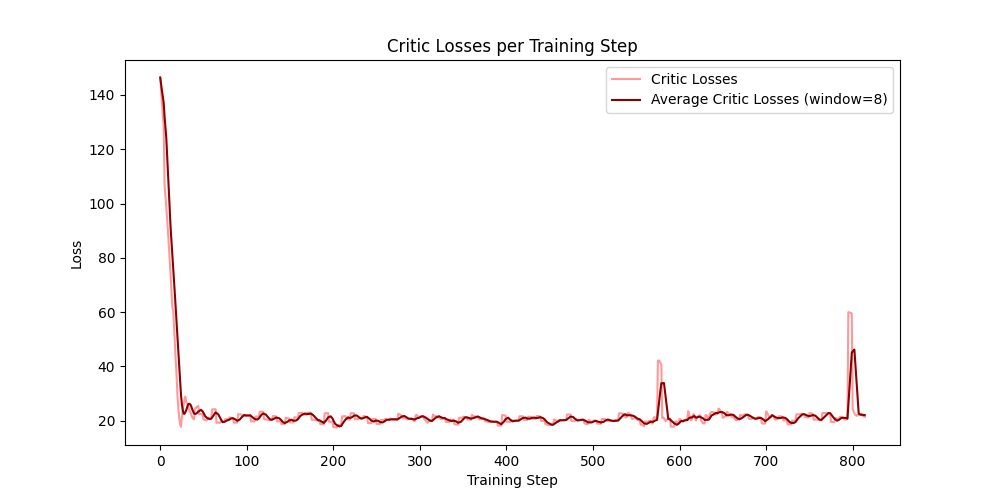 Critic Losses per Training Step
Critic Losses
Average Critic Losses (window=8)
140
120
100
80
60
40
20
Loss
0 100 200 300 400 500 600 700 800
Training Step